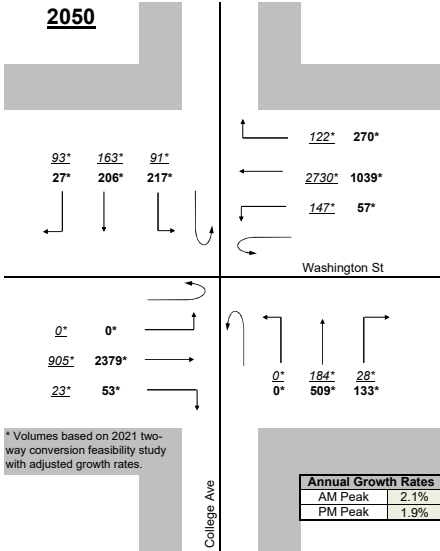 2050
122* 270*
93* 163* 91*
27* 206* 217*
2730* 1039*
147* 57*
Washington St
0* 0*
905* 2379*
23* 53*
0* 184* 28*
0* 509* 133*
* Volumes based on 2021 two-
way conversion feasibility study
with adjusted growth rates.
College Ave
Annual Growth Rates
AM Peak 2.1%
PM Peak 1.9%